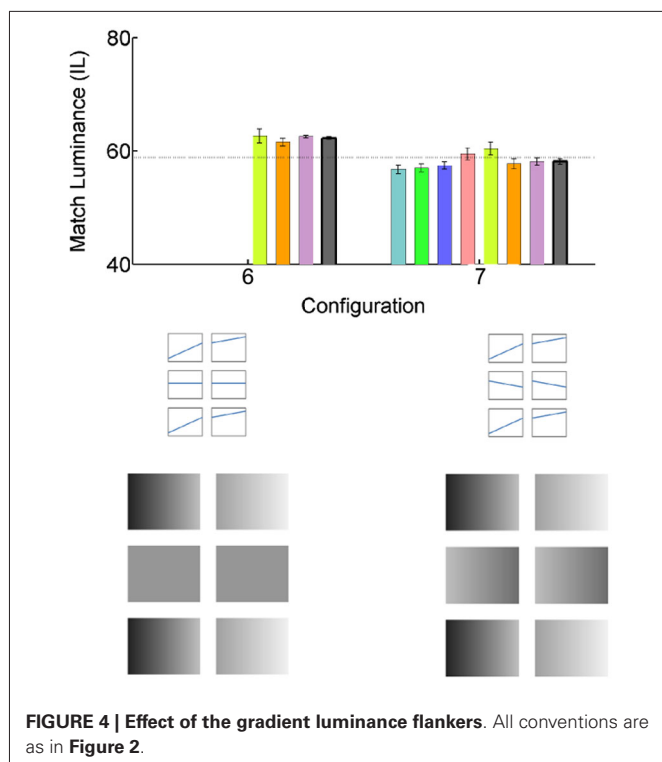 80
60
40
Match Luminance (IL)
6 7
Configuration
FIGURE 4 | Effect of the gradient luminance flankers. All conventions are
as in Figure 2.